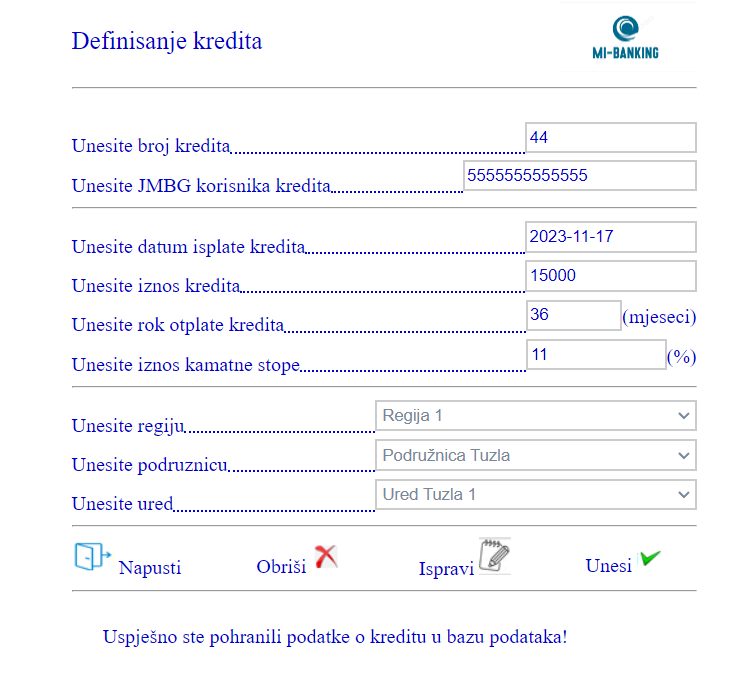 Definisanje kredita
MI-BANKING
Unesite broj kredita 44
Unesite JMBG korisnika kredita 5555555555555
Unesite datum isplate kredita 2023-11-17
Unesite iznos kredita 15000
Unesite rok otplate kredita 36 (mjeseci)
Unesite iznos kamatne stope 11 (%)
Unesite regiju Regija 1
Unesite podruznicu Podružnica Tuzla
Unesite ured Ured Tuzla 1
Napusti Obriši Ispravi Unesi
Uspješno ste pohranili podatke o kreditu u bazu podataka!